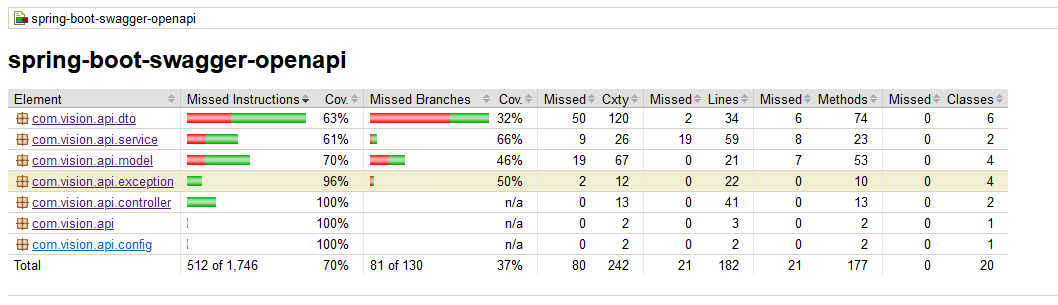 spring-boot-swagger-openapi
spring-boot-swagger-openapi
Element Missed Instructions Cov. Missed Branches Cov. Missed Cxty Missed Lines Missed Methods Missed Classes
com.vision.api.dto 63% 32% 50 120 2 34 6 74 0 6
com.vision.api.service 61% 66% 9 26 19 59 8 23 0 2
com.vision.api.model 70% 46% 19 67 0 21 7 53 0 4
com.vision.api.exception 96% 50% 2 12 0 22 0 10 0 4
com.vision.api.controller 100% n/a 0 13 0 41 0 13 0 2
com.vision.api 100% n/a 0 2 0 3 0 2 0 1
com.vision.api.config 100% n/a 0 2 0 2 0 2 0 1
Total 512 of 1,746 70% 81 of 130 37% 80 242 21 182 21 177 0 20